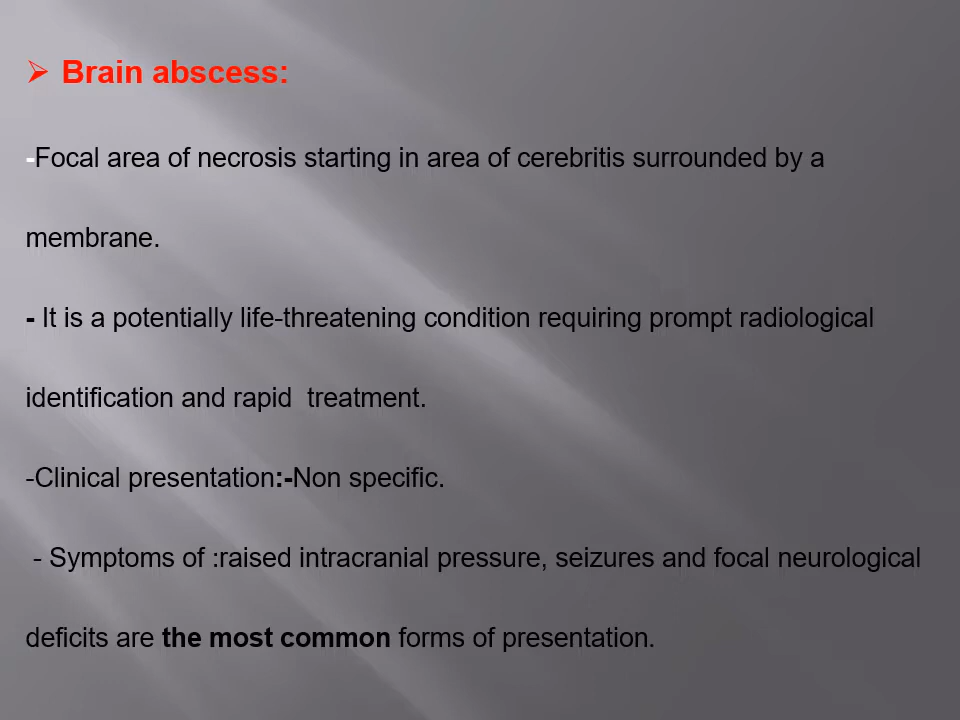 ➢ Brain abscess:
-Focal area of necrosis starting in area of cerebritis surrounded by a
membrane.
- It is a potentially life-threatening condition requiring prompt radiological
identification and rapid  treatment.
-Clinical presentation:-Non specific.
- Symptoms of :raised intracranial pressure, seizures and focal neurological
deficits are the most common forms of presentation.